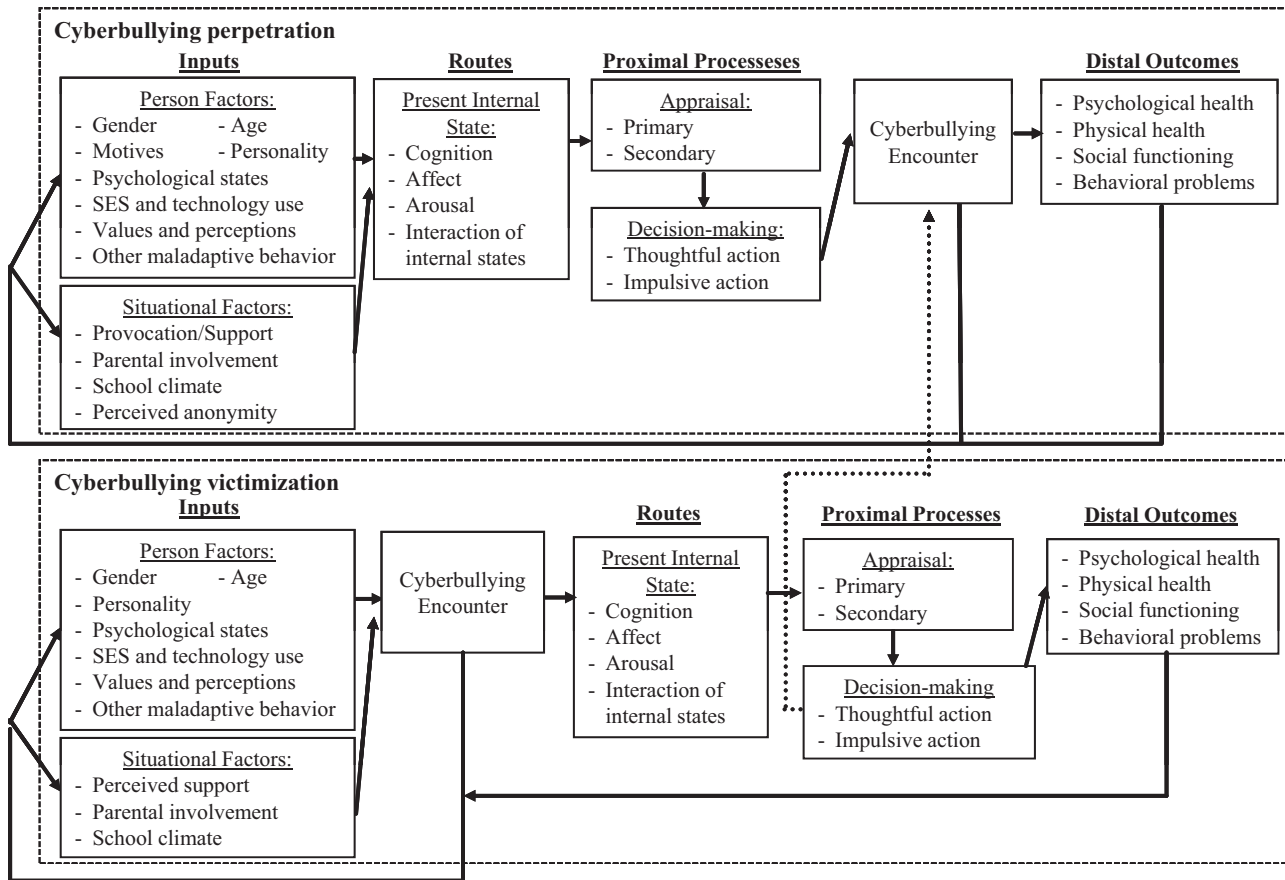 Cyberbullying perpetration
Inputs
Person Factors:
- Gender - Age
- Motives - Personality
- Psychological states
- SES and technology use
- Values and perceptions
- Other maladaptive behavior
Situational Factors:
- Provocation/Support
- Parental involvement
- School climate
- Perceived anonymity
Routes
Present Internal
State:
- Cognition
- Affect
- Arousal
- Interaction of
internal states
Proximal Processeses
Appraisal:
- Primary
- Secondary
Decision-making:
- Thoughtful action
- Impulsive action
Cyberbullying
Encounter
Distal Outcomes
- Psychological health
- Physical health
- Social functioning
- Behavioral problems
Cyberbullying victimization
Inputs
Person Factors:
- Gender - Age
- Personality
- Psychological states
- SES and technology use
- Values and perceptions
- Other maladaptive behavior
Situational Factors:
- Perceived support
- Parental involvement
- School climate
Cyberbullying
Encounter
Routes
Present Internal
State:
- Cognition
- Affect
- Arousal
- Interaction of
internal states
Proximal Processes
Appraisal:
- Primary
- Secondary
Decision-making
- Thoughtful action
- Impulsive action
Distal Outcomes
- Psychological health
- Physical health
- Social functioning
- Behavioral problems